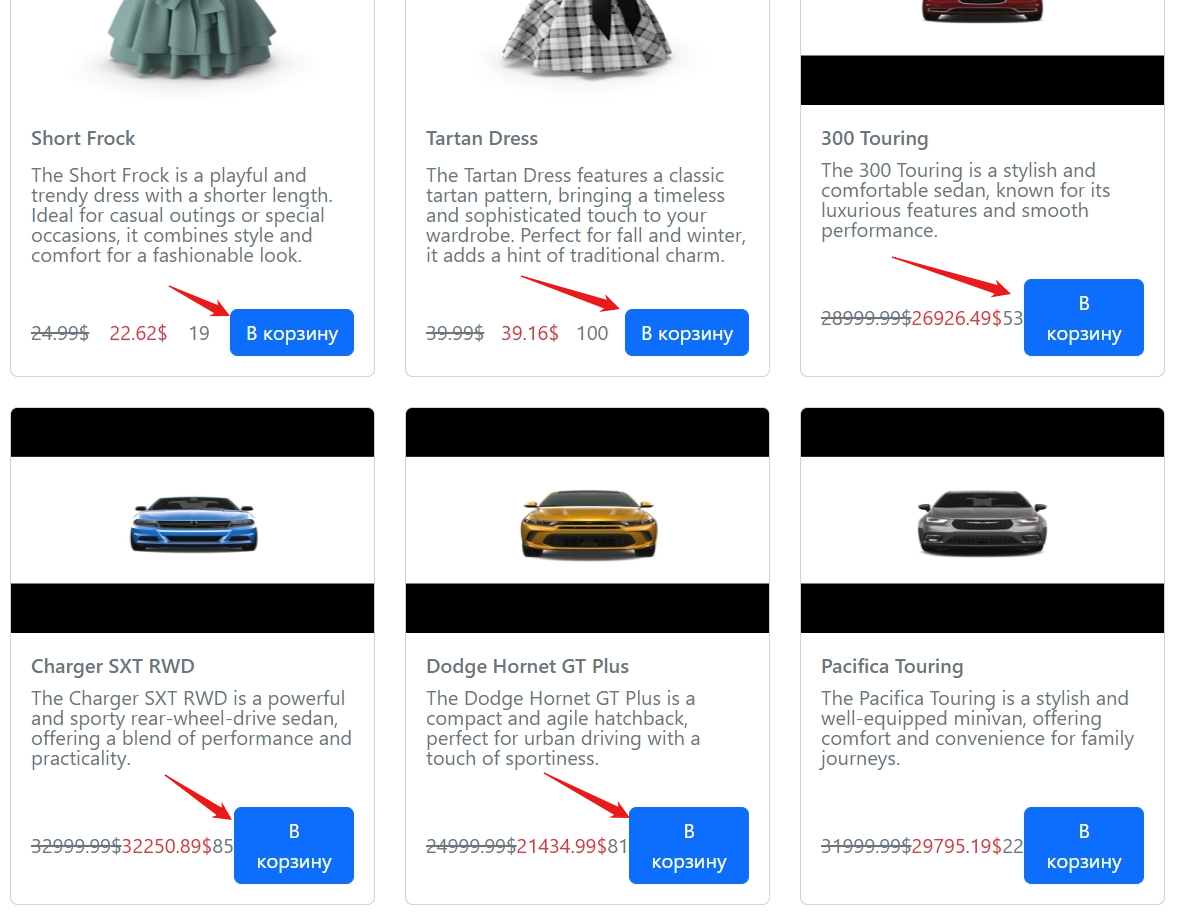 Short Frock
The Short Frock is a playful and
trendy dress with a shorter length.
Ideal for casual outings or special
occasions, it combines style and
comfort for a fashionable look.
24.99$ 22.62$ 19 В корзину
Tartan Dress
The Tartan Dress features a classic
tartan pattern, bringing a timeless
and sophisticated touch to your
wardrobe. Perfect for fall and winter,
it adds a hint of traditional charm.
39.99$ 39.16$ 100 В корзину
300 Touring
The 300 Touring is a stylish and
comfortable sedan, known for its
luxurious features and smooth
performance.
28999.99$26926.49$53
В
корзину
Charger SXT RWD
The Charger SXT RWD is a powerful
and sporty rear-wheel-drive sedan,
offering a blend of performance and
practicality.
32999.99$32250.89$85
В
корзину
Dodge Hornet GT Plus
The Dodge Hornet GT Plus is a
compact and agile hatchback,
perfect for urban driving with a
touch of sportiness.
24999.99$21434.99$81
В
корзину
Pacifica Touring
The Pacifica Touring is a stylish and
well-equipped minivan, offering
comfort and convenience for family
journeys.
31999.99$29795.19$22
В
корзину